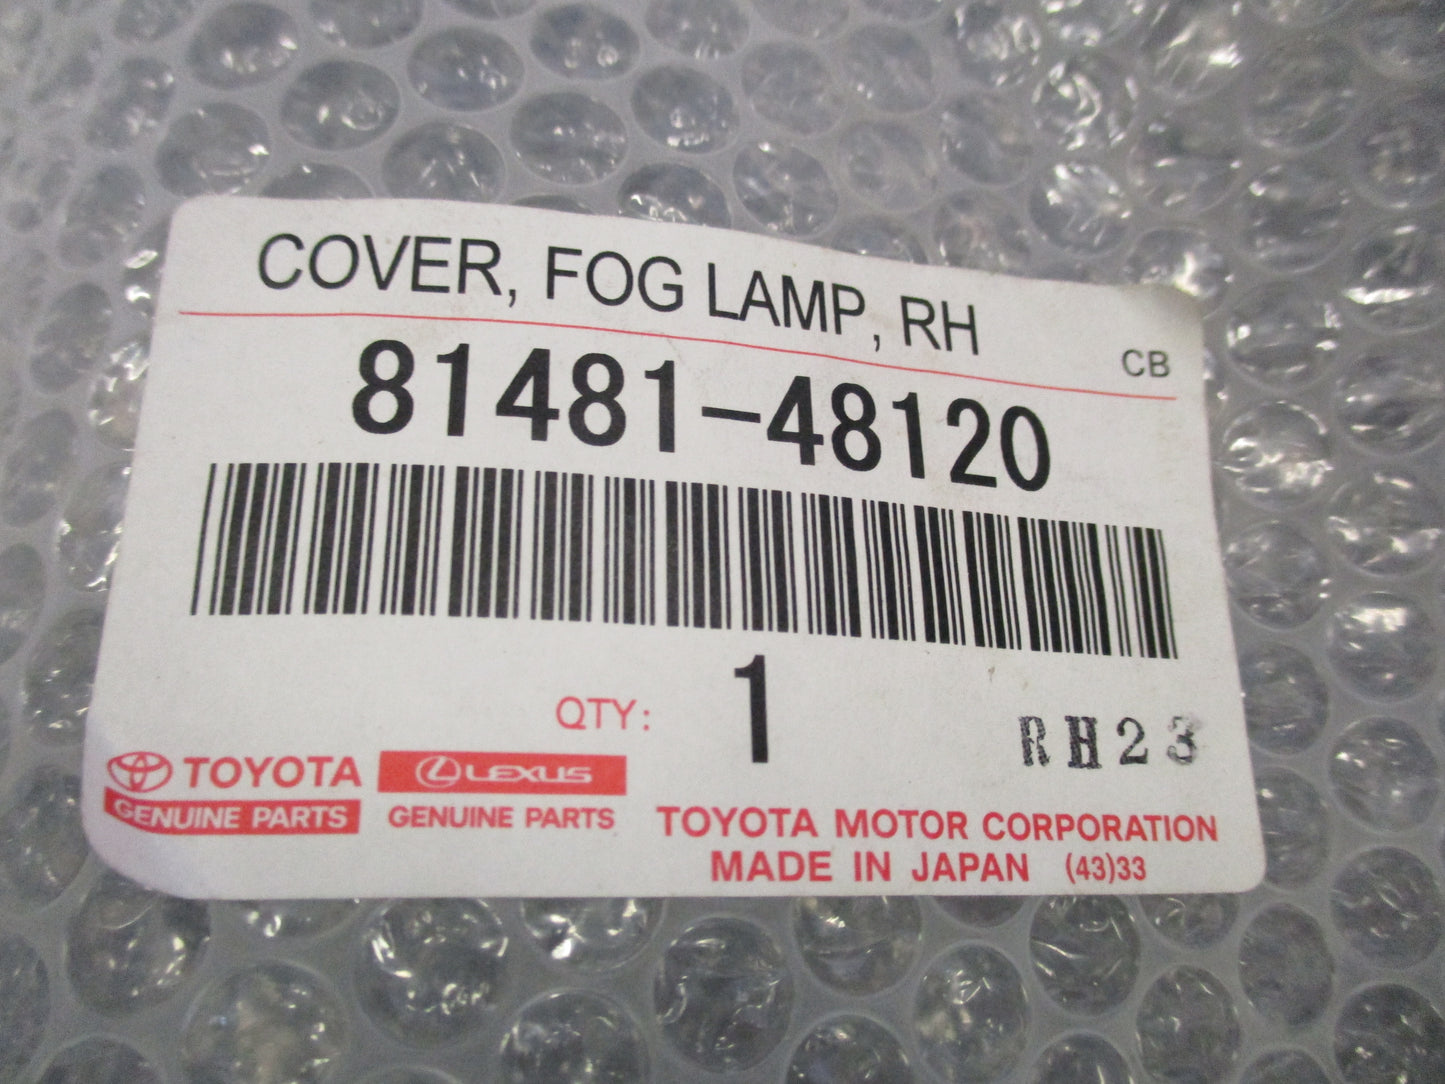 COVER, FOG LAMP, RH
CB
81481-48120
QTY: 1
RH23
TOYOTA
GENUINE PARTS
LEXUS
GENUINE PARTS
TOYOTA MOTOR CORPORATION
MADE IN JAPAN (43)33